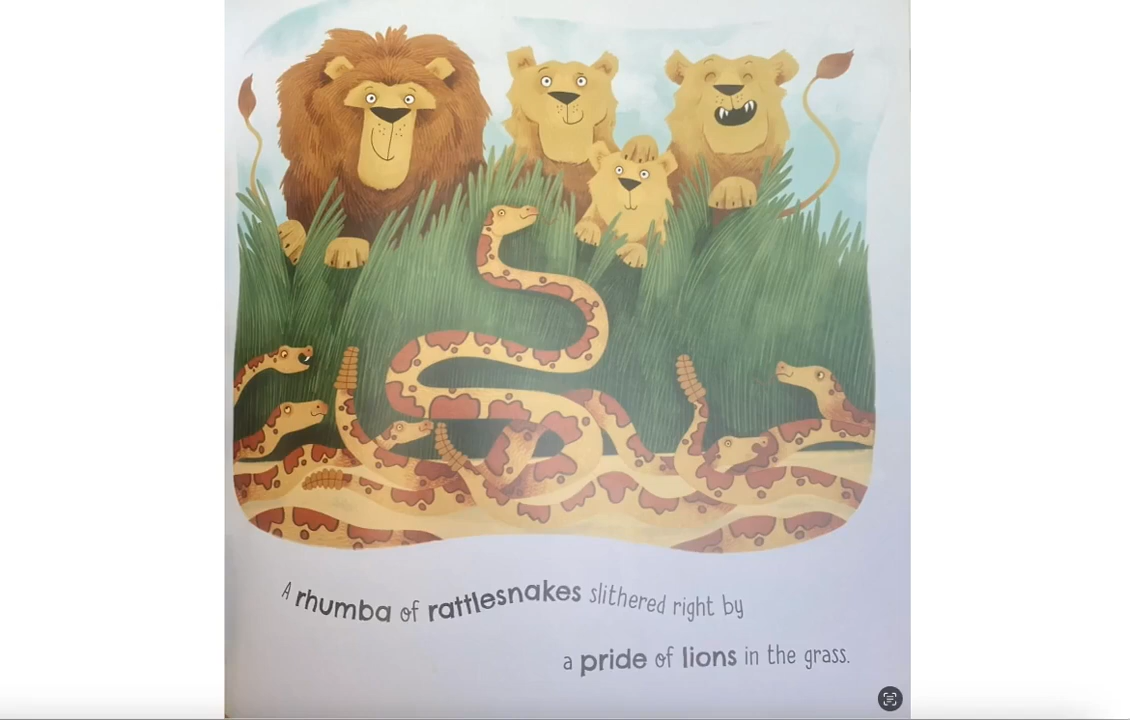 A rhumba of rattlesnakes slithered right by
a pride of lions in the grass.